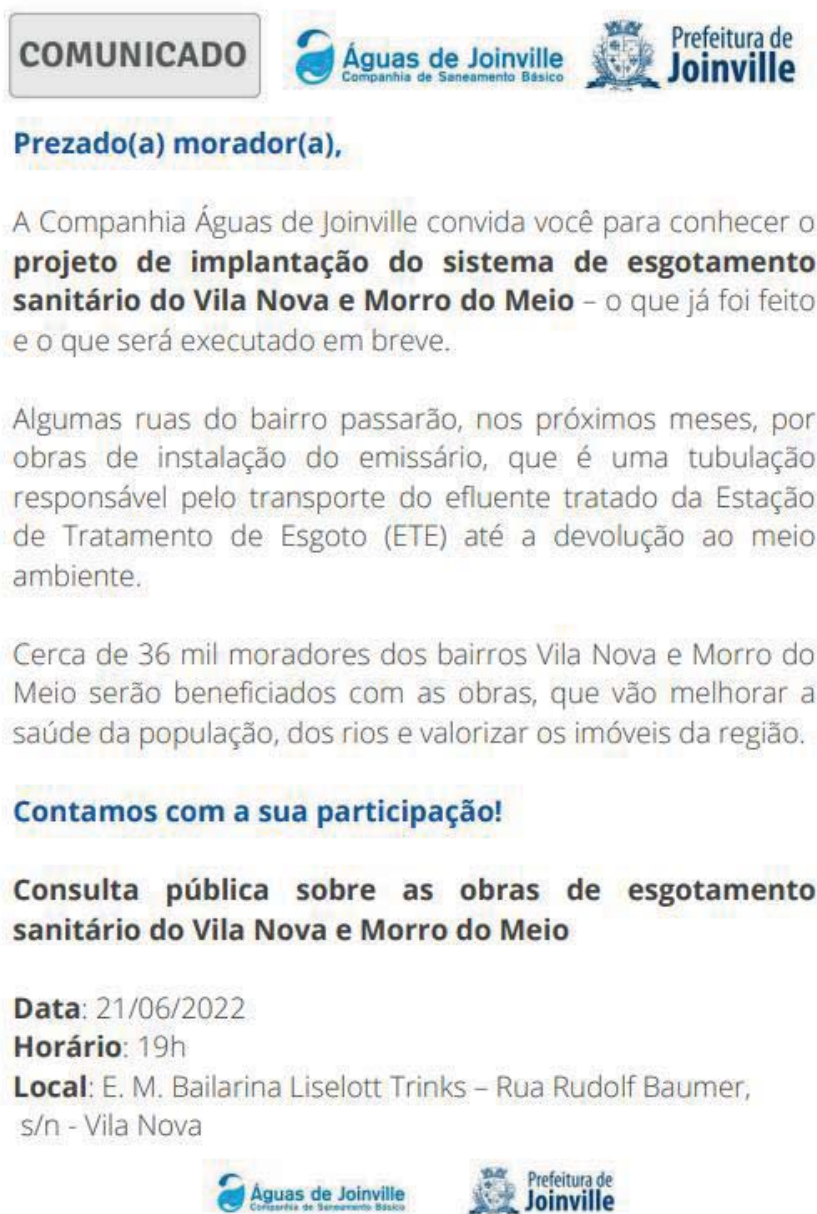 COMUNICADO
Águas de Joinville
Companhia de Saneamento Básico
Prefeitura de
Joinville
Prezado(a) morador(a),
A Companhia Águas de Joinville convida você para conhecer o
projeto de implantação do sistema de esgotamento
sanitário do Vila Nova e Morro do Meio – o que já foi feito
e o que será executado em breve.
Algumas ruas do bairro passarão, nos próximos meses, por
obras de instalação do emissário, que é uma tubulação
responsável pelo transporte do efluente tratado da Estação
de Tratamento de Esgoto (ETE) até a devolução ao meio
ambiente.
Cerca de 36 mil moradores dos bairros Vila Nova e Morro do
Meio serão beneficiados com as obras, que vão melhorar a
saúde da população, dos rios e valorizar os imóveis da região.
Contamos com a sua participação!
Consulta pública sobre as obras de esgotamento
sanitário do Vila Nova e Morro do Meio
Data: 21/06/2022
Horário: 19h
Local: E. M. Bailarina Liselott Trinks – Rua Rudolf Baumer,
s/n - Vila Nova
Águas de Joinville
Companhia de Saneamento Básico
Prefeitura de
Joinville